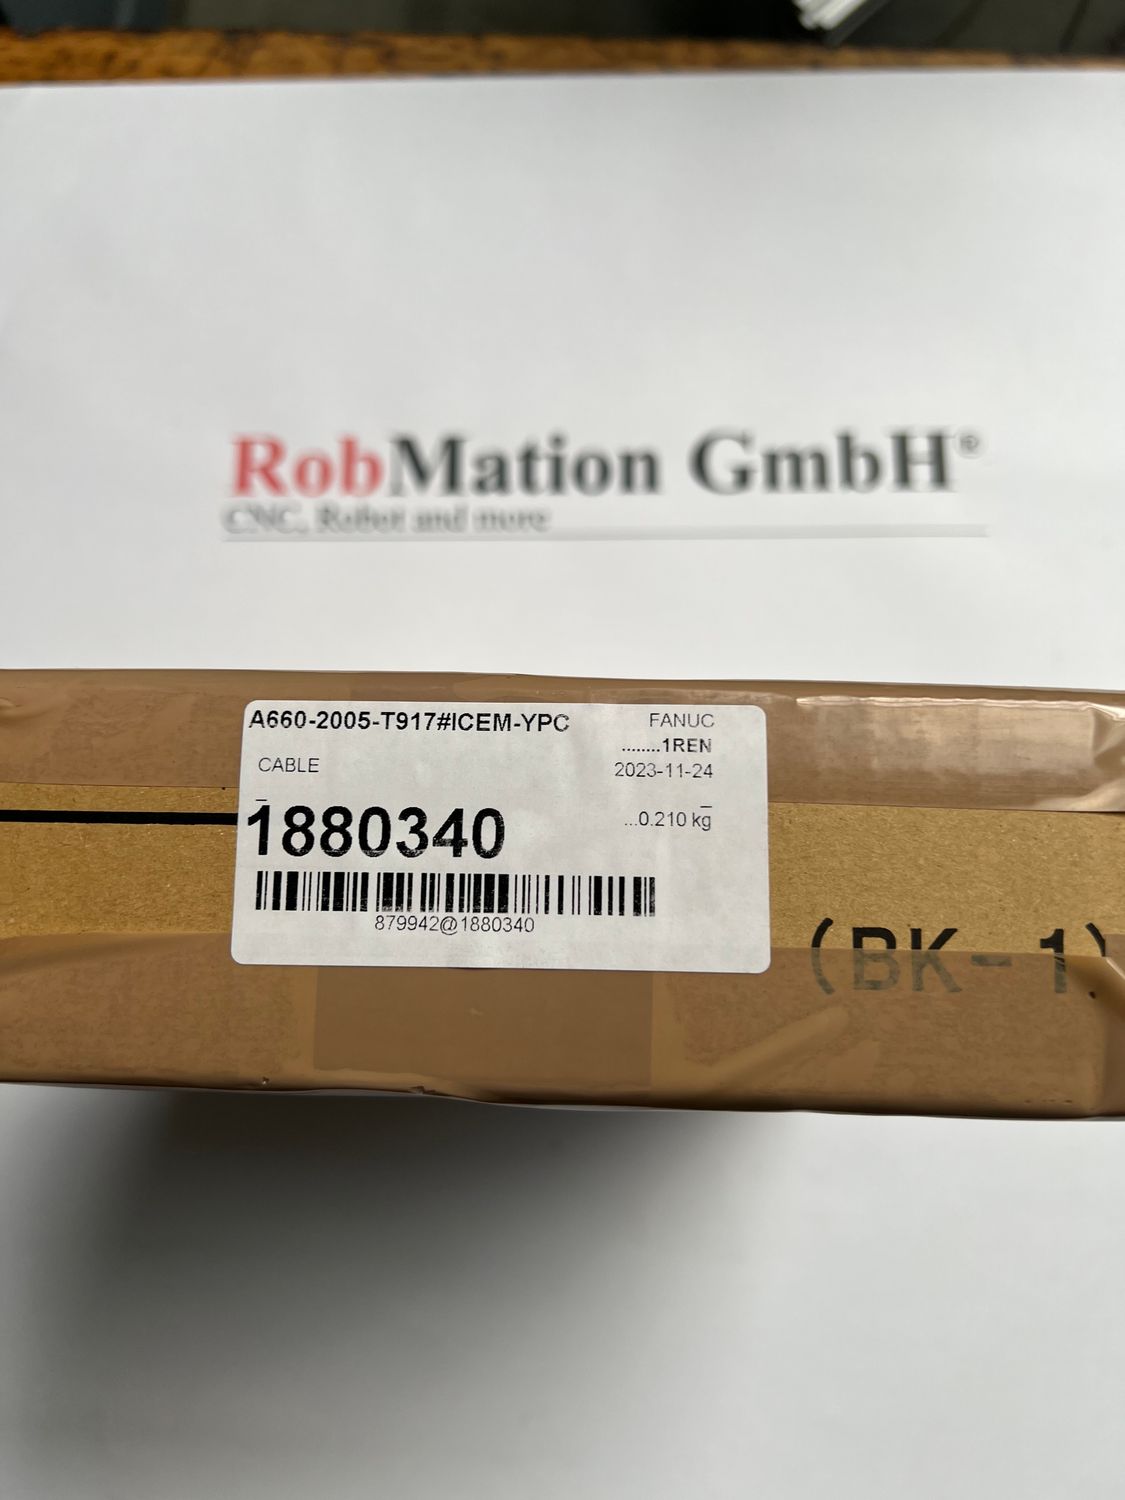 RobMation GmbH®
CNC, Robot and more
A660-2005-T917#ICEM-YPC
FANUC
........1REN
CABLE
2023-11-24
1880340
...0.210 kg
879942@1880340
(BK-1)